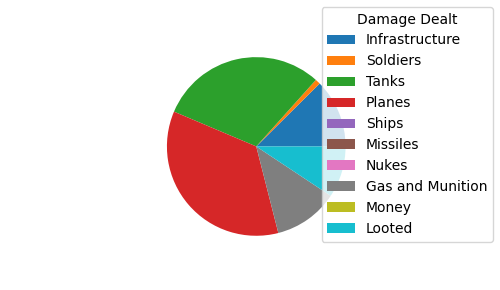 Damage Dealt
Infrastructure
Soldiers
Tanks
Planes
Ships
Missiles
Nukes
Gas and Munition
Money
Looted